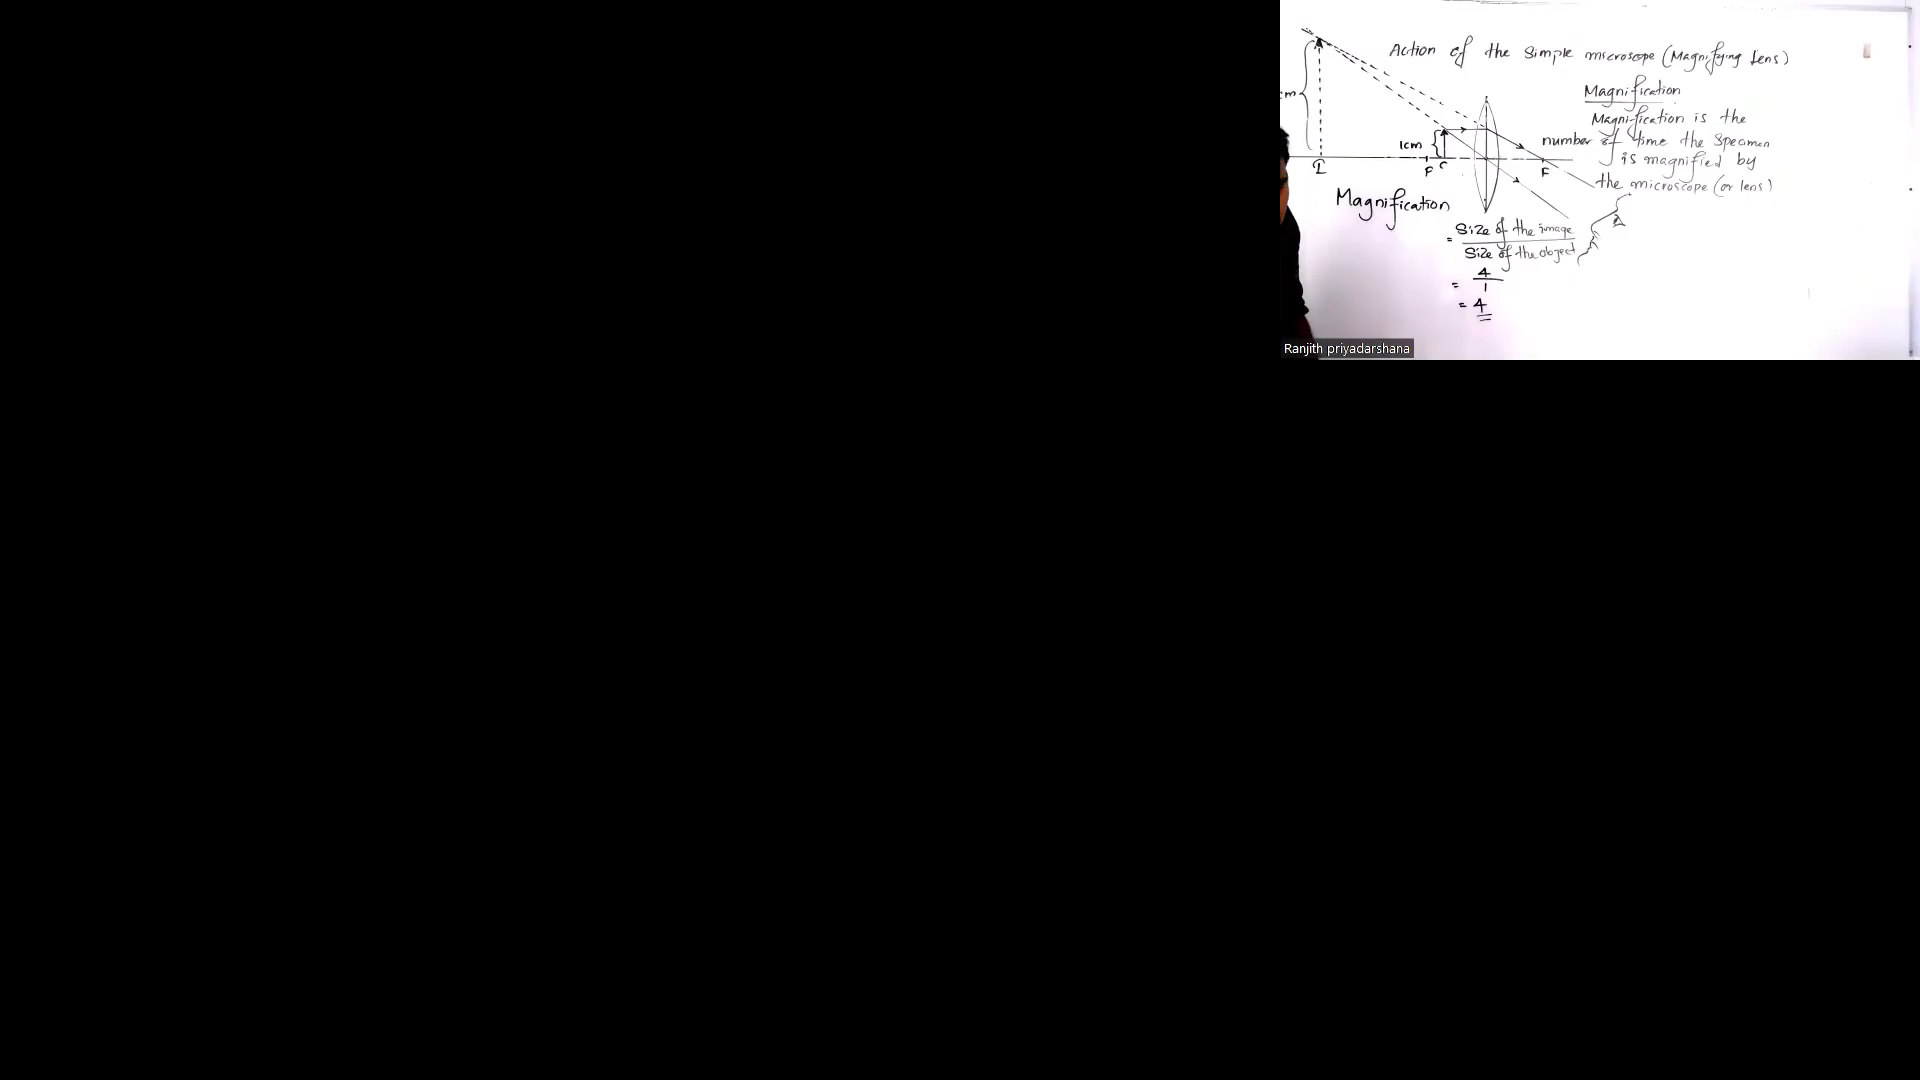 Action of the Simple microscope (Magnifying Lens)
Magnification
Magnification is the
number of time the Specimen
is magnified by
the microscope (or lens)
cm
1cm
I
F
F
Magnification
= Size of the image
Size of the object
= 4
1
= 4
Ranjith priyadarshana